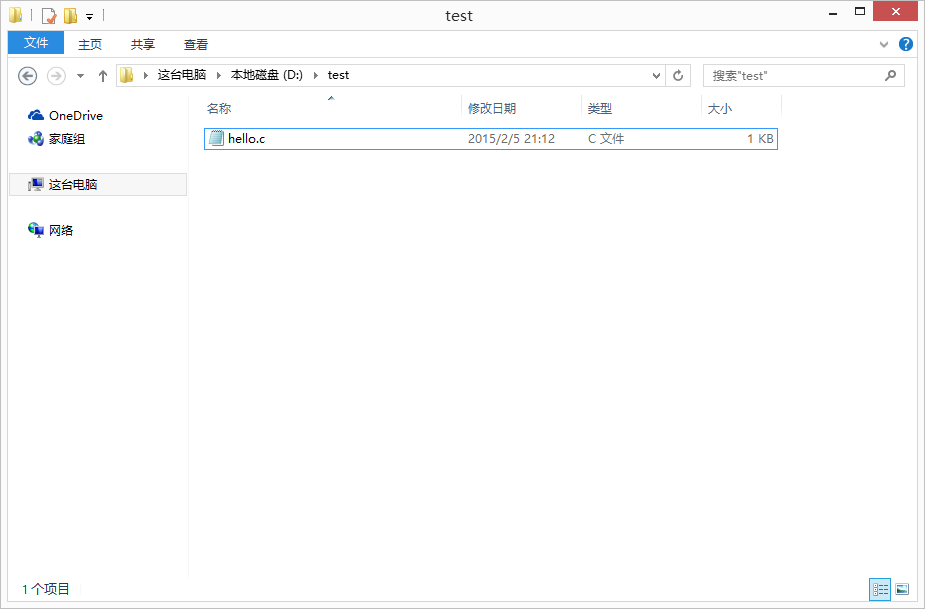 test
文件 主页 共享 查看
这台电脑 本地磁盘 (D:) test 搜索"test"
名称 修改日期 类型 大小
OneDrive
hello.c 2015/2/5 21:12 C 文件 1 KB
家庭组
这台电脑
网络
1 个项目